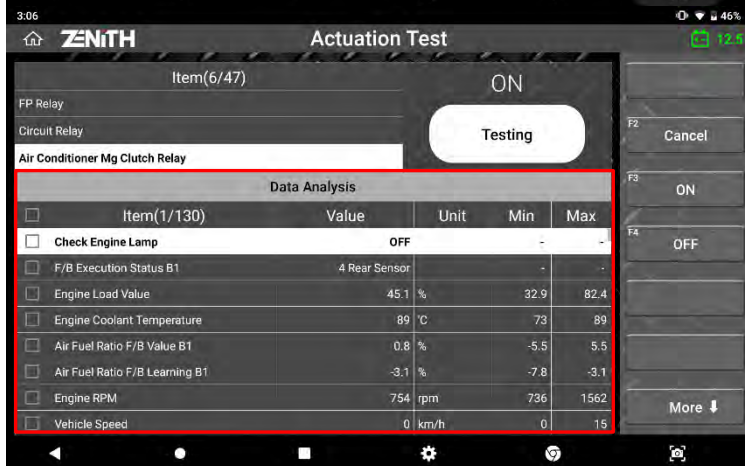 3:06 46%
ZENITH Actuation Test 12.5
Item(6/47) ON
FP Relay
Circuit Relay Testing F2 Cancel
Air Conditioner Mg Clutch Relay
Data Analysis F3 ON
Item(1/130) Value Unit Min Max
Check Engine Lamp OFF - - F4 OFF
F/B Execution Status B1 4 Rear Sensor - -
Engine Load Value 45.1 % 32.9 82.4
Engine Coolant Temperature 89 °C 73 89
Air Fuel Ratio F/B Value B1 0.8 % -5.5 5.5
Air Fuel Ratio F/B Learning B1 -3.1 % -7.8 -3.1
Engine RPM 754 rpm 736 1562
Vehicle Speed 0 km/h 0 15
More ⬇